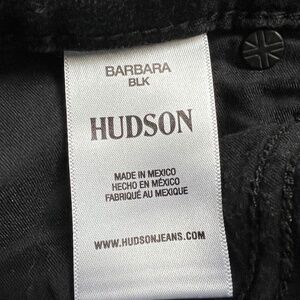 BARBARA
BLK
HUDSON
MADE IN MEXICO
HECHO EN MÉXICO
FABRIQUÉ AU MEXIQUE
WWW.HUDSONJEANS.COM